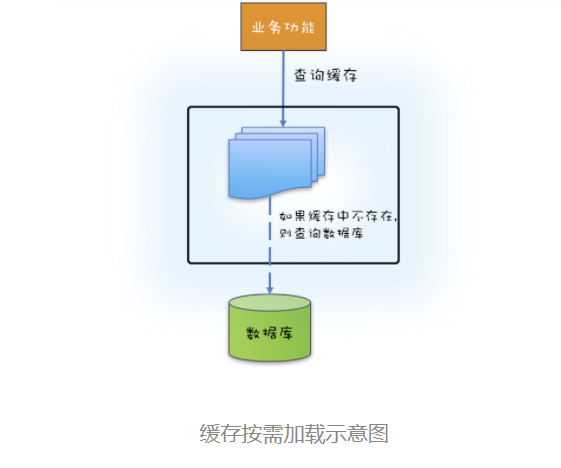 业务功能
查询缓存
如果缓存中不存在,
则查询数据库
数据库
缓存按需加载示意图